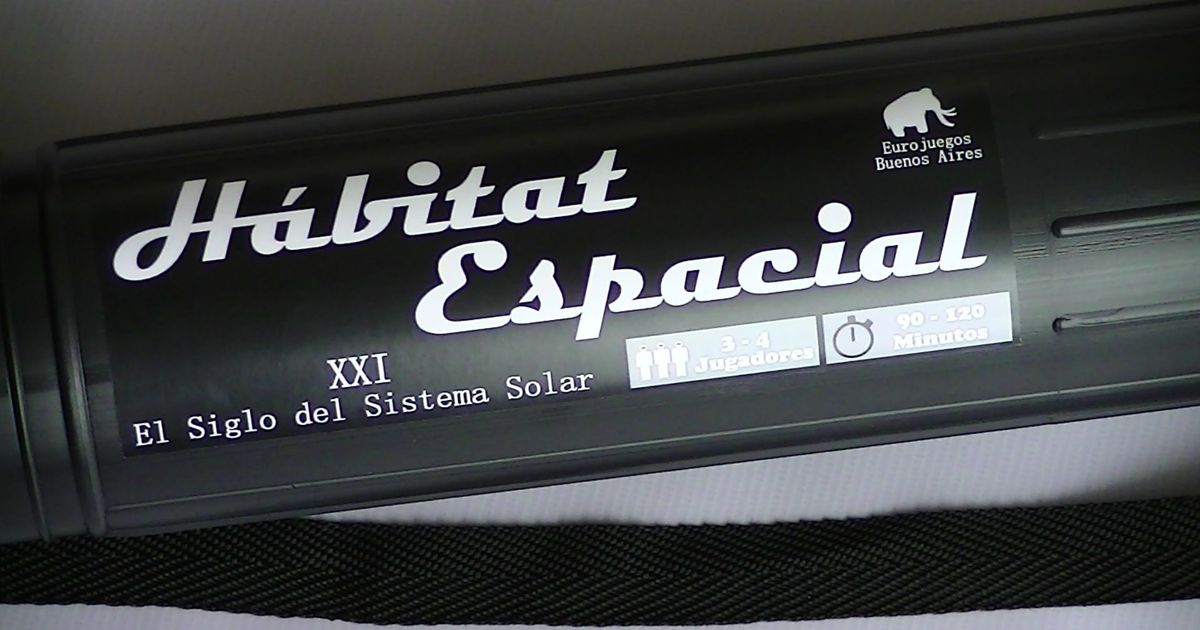 Eurojuegos
Buenos Aires
Hábitat
Espacial
XXI
El Siglo del Sistema Solar
3 - 4
Jugadores
90 - 120
Minutos